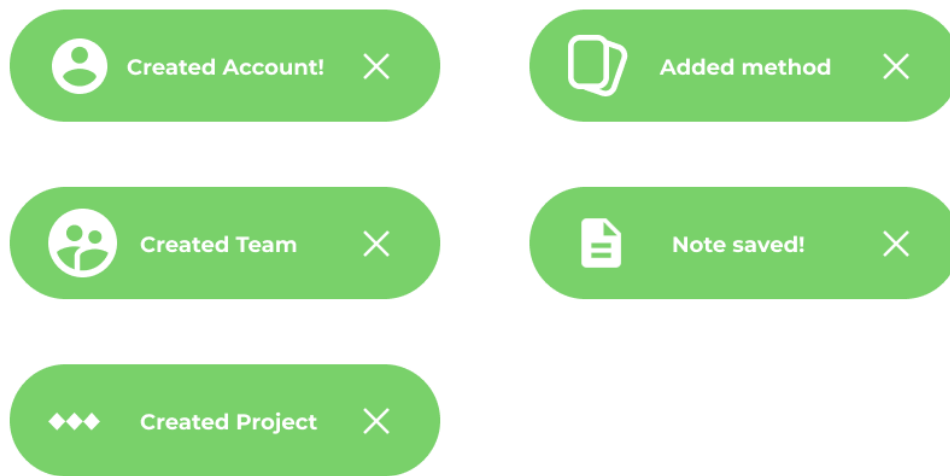 Created Account!
Added method
Created Team
Note saved!
Created Project